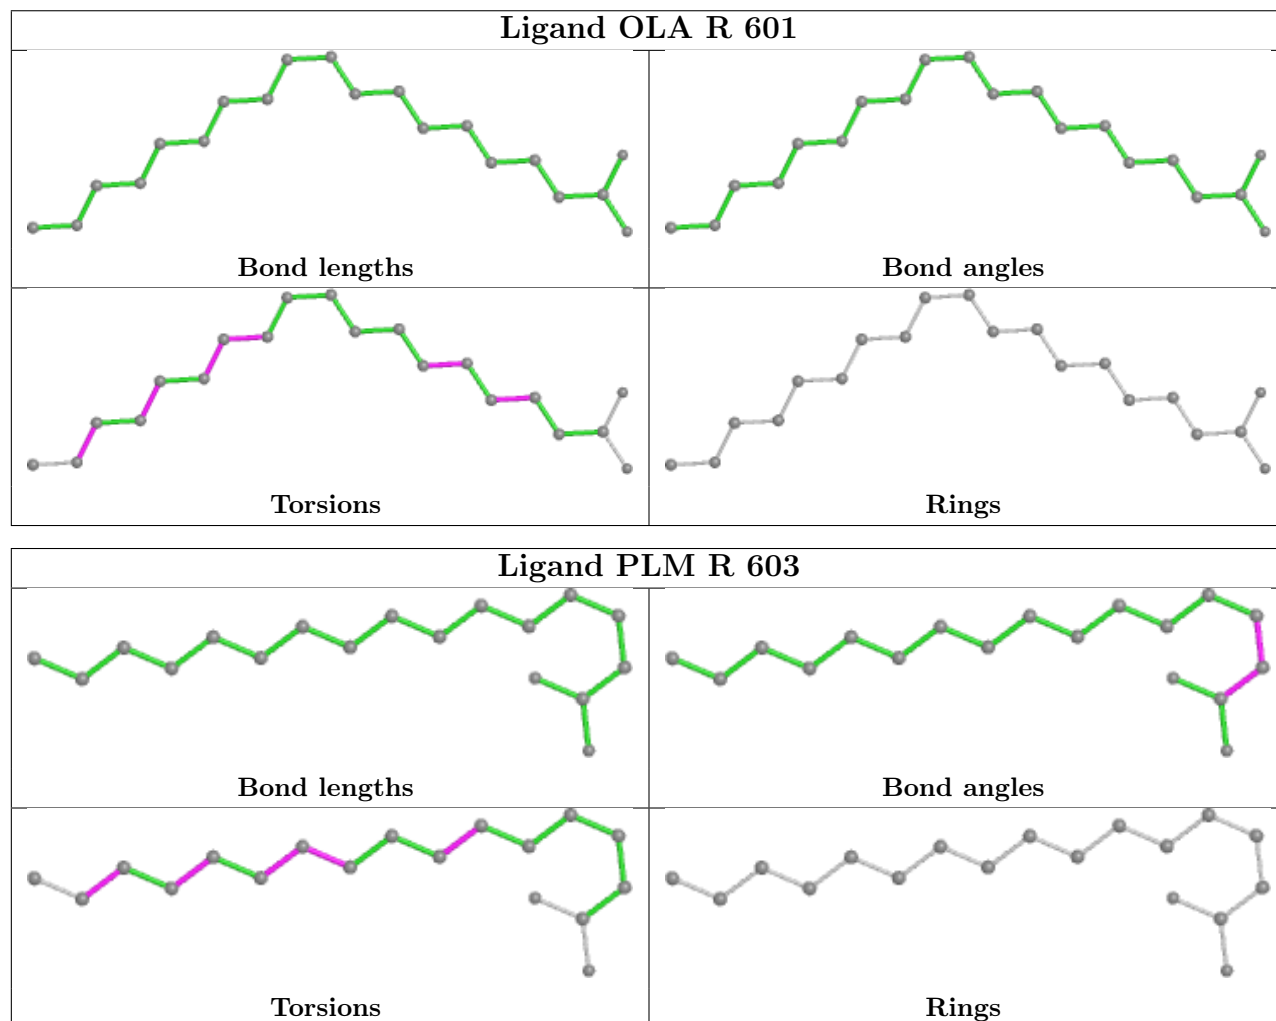 Ligand OLA R 601
Bond lengths
Bond angles
Torsions
Rings
Ligand PLM R 603
Bond lengths
Bond angles
Torsions
Rings